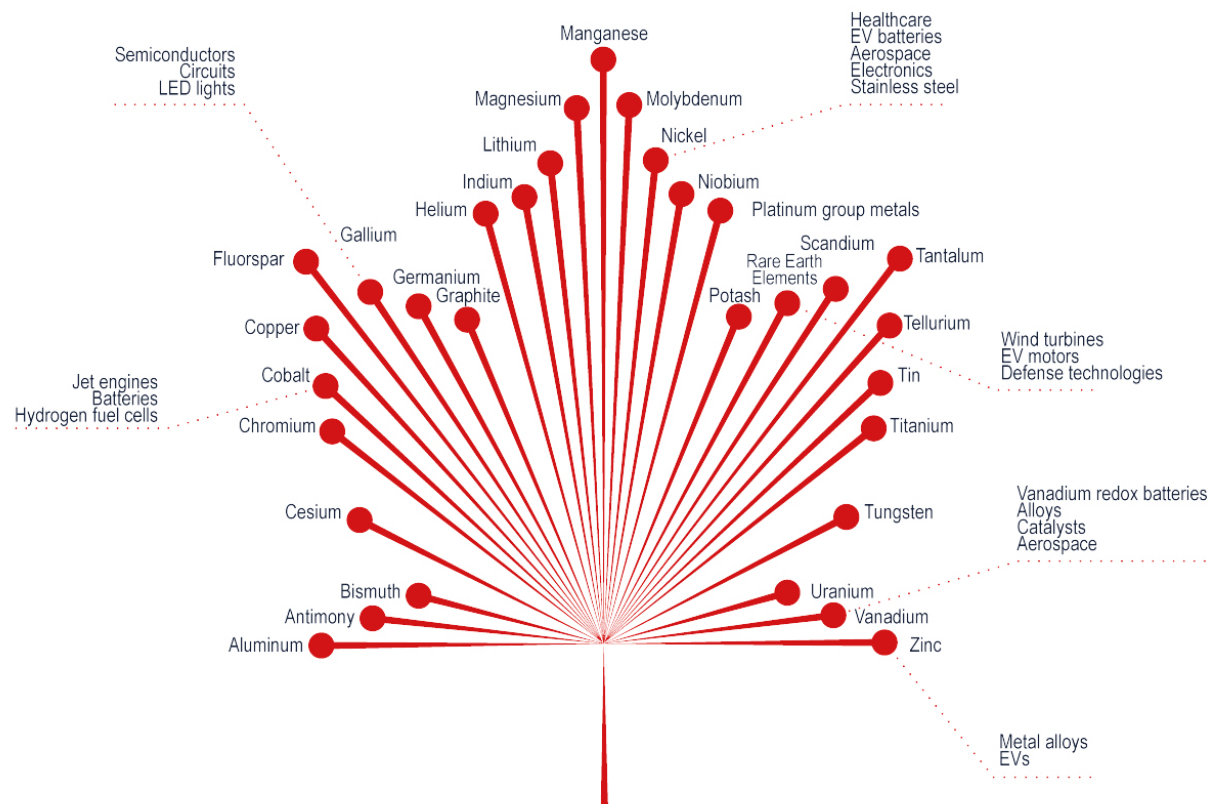 Manganese
Healthcare
EV batteries
Aerospace
Electronics
Stainless steel
Semiconductors
Circuits
LED lights
Magnesium
Molybdenum
Lithium
Nickel
Indium
Niobium
Helium
Platinum group metals
Gallium
Scandium
Fluorspar
Tantalum
Germanium
Rare Earth
Elements
Graphite
Potash
Copper
Tellurium
Wind turbines
EV motors
Defense technologies
Cobalt
Tin
Jet engines
Batteries
Hydrogen fuel cells
Chromium
Titanium
Cesium
Tungsten
Vanadium redox batteries
Alloys
Catalysts
Aerospace
Bismuth
Uranium
Antimony
Vanadium
Aluminum
Zinc
Metal alloys
EVs